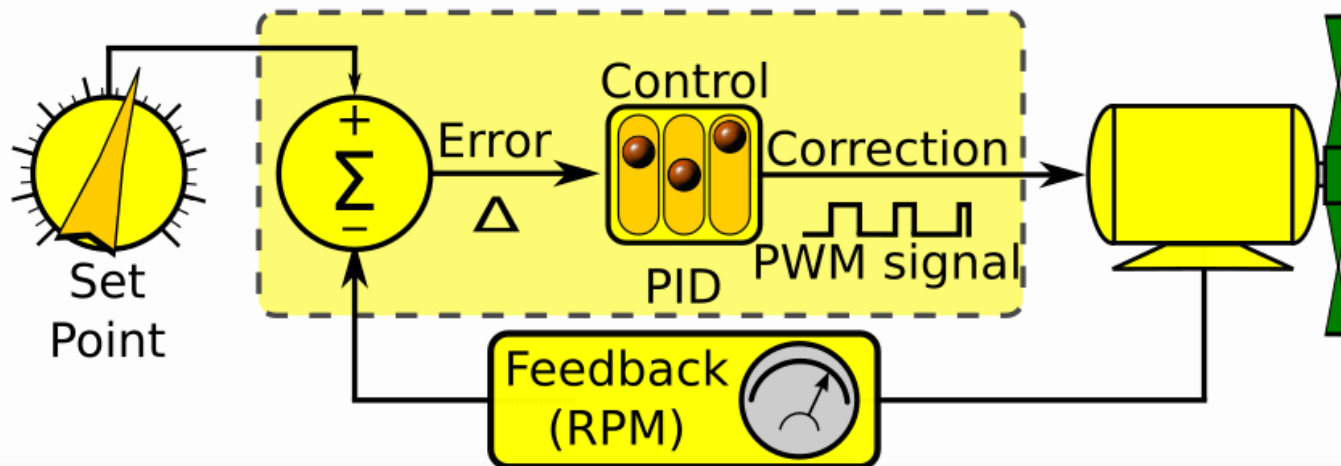 Set
Point
+
Σ
−
Error
Δ
Control
PID
Correction
PWM signal
Feedback
(RPM)